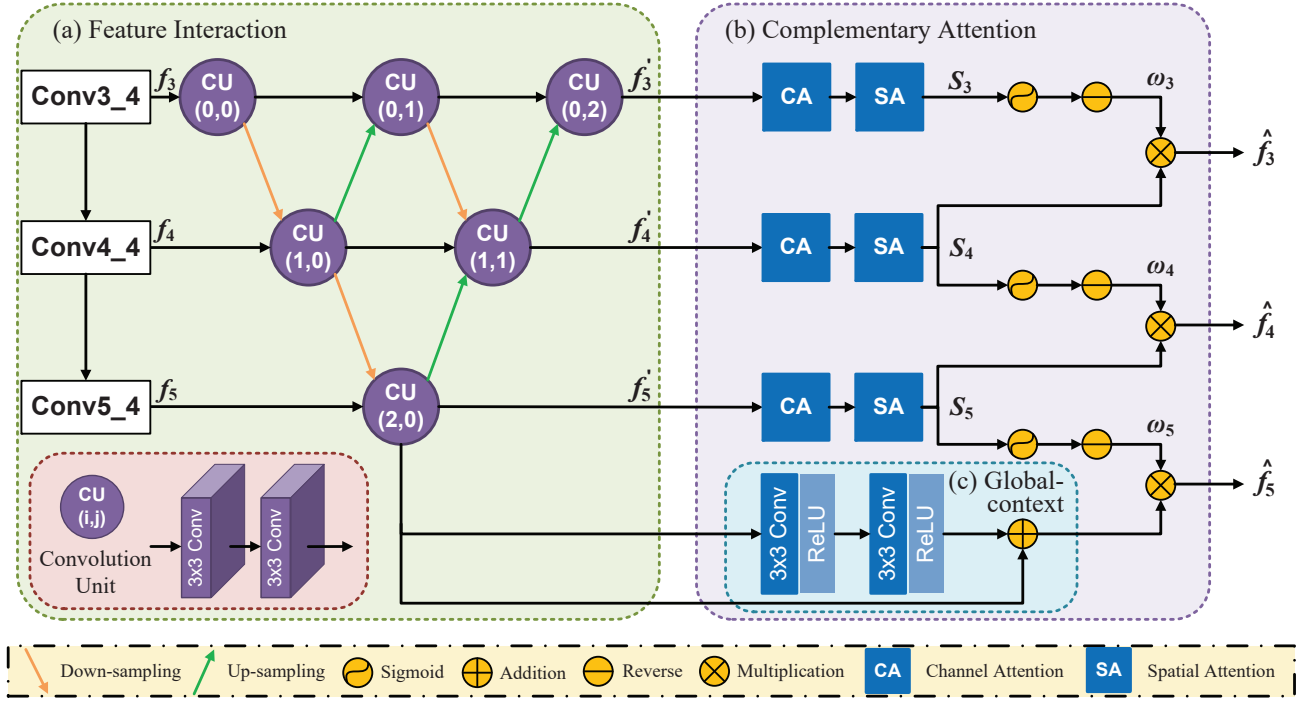 (a) Feature Interaction
(b) Complementary Attention
Conv3_4
f3
CU
(0,0)
CU
(0,1)
CU
(0,2)
f3'
CA
SA
S3
ω3
f̂3
Conv4_4
f4
CU
(1,0)
CU
(1,1)
f4'
CA
SA
S4
ω4
f̂4
Conv5_4
f5
CU
(2,0)
f5'
CA
SA
S5
ω5
f̂5
CU
(i,j)
Convolution
Unit
3x3 Conv
3x3 Conv
3x3 Conv
ReLU
3x3 Conv
ReLU
(c) Global-
context
Down-sampling
Up-sampling
Sigmoid
Addition
Reverse
Multiplication
CA
Channel Attention
SA
Spatial Attention